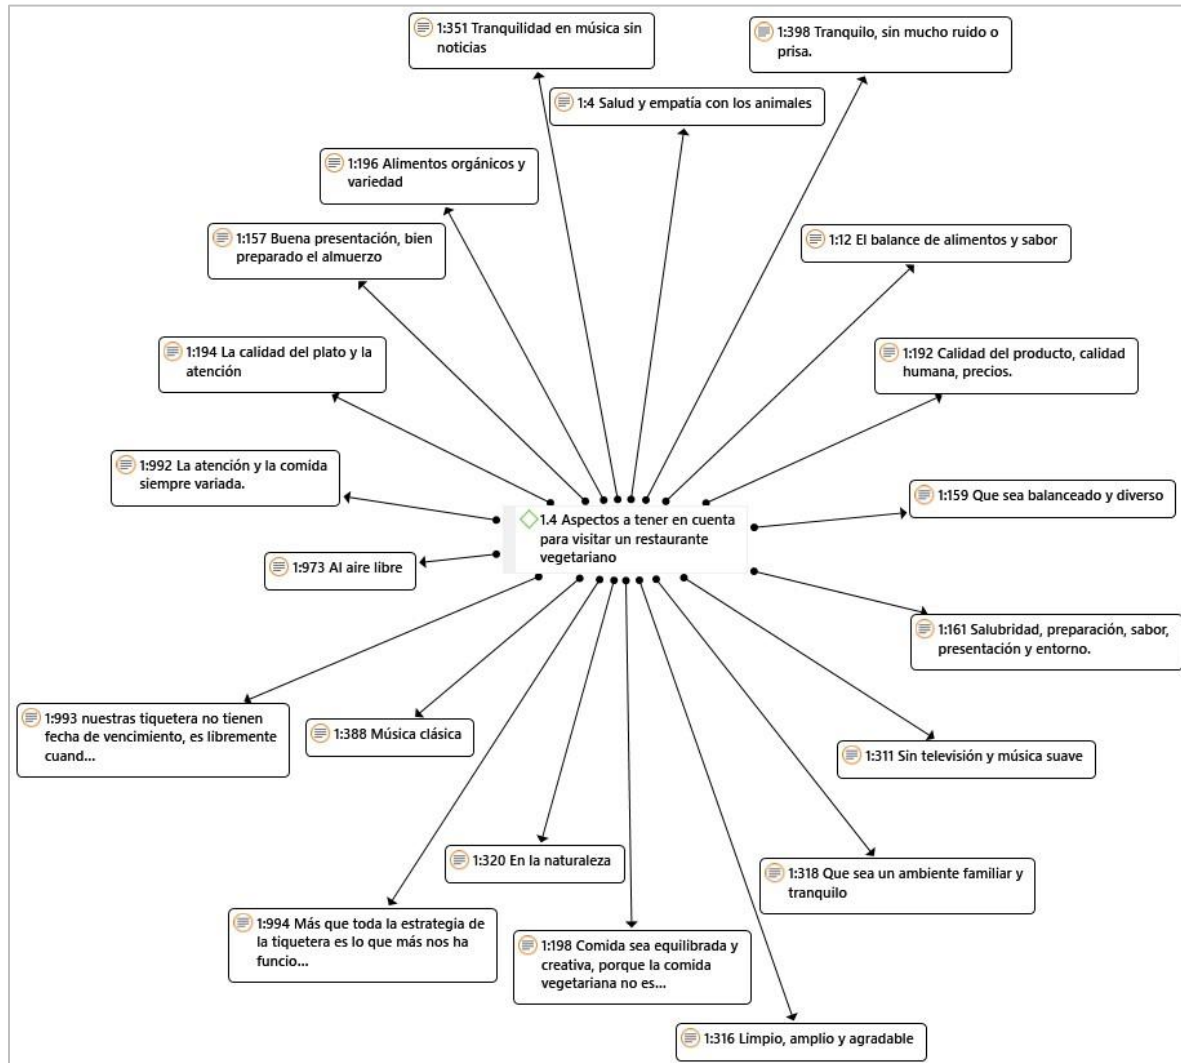 1:351 Tranquilidad en música sin
noticias
1:398 Tranquilo, sin mucho ruido o
prisa.
1:4 Salud y empatía con los animales
1:196 Alimentos orgánicos y
variedad
1:157 Buena presentación, bien
preparado el almuerzo
1:12 El balance de alimentos y sabor
1:194 La calidad del plato y la
atención
1:192 Calidad del producto, calidad
humana, precios.
1:992 La atención y la comida
siempre variada.
1:159 Que sea balanceado y diverso
1.4 Aspectos a tener en cuenta
para visitar un restaurante
vegetariano
1:973 Al aire libre
1:161 Salubridad, preparación, sabor,
presentación y entorno.
1:993 nuestras tiquetera no tienen
fecha de vencimiento, es libremente
cuand...
1:388 Música clásica
1:311 Sin televisión y música suave
1:320 En la naturaleza
1:318 Que sea un ambiente familiar y
tranquilo
1:994 Más que toda la estrategia de
la tiquetera es lo que más nos ha
funcio...
1:198 Comida sea equilibrada y
creativa, porque la comida
vegetariana no es...
1:316 Limpio, amplio y agradable